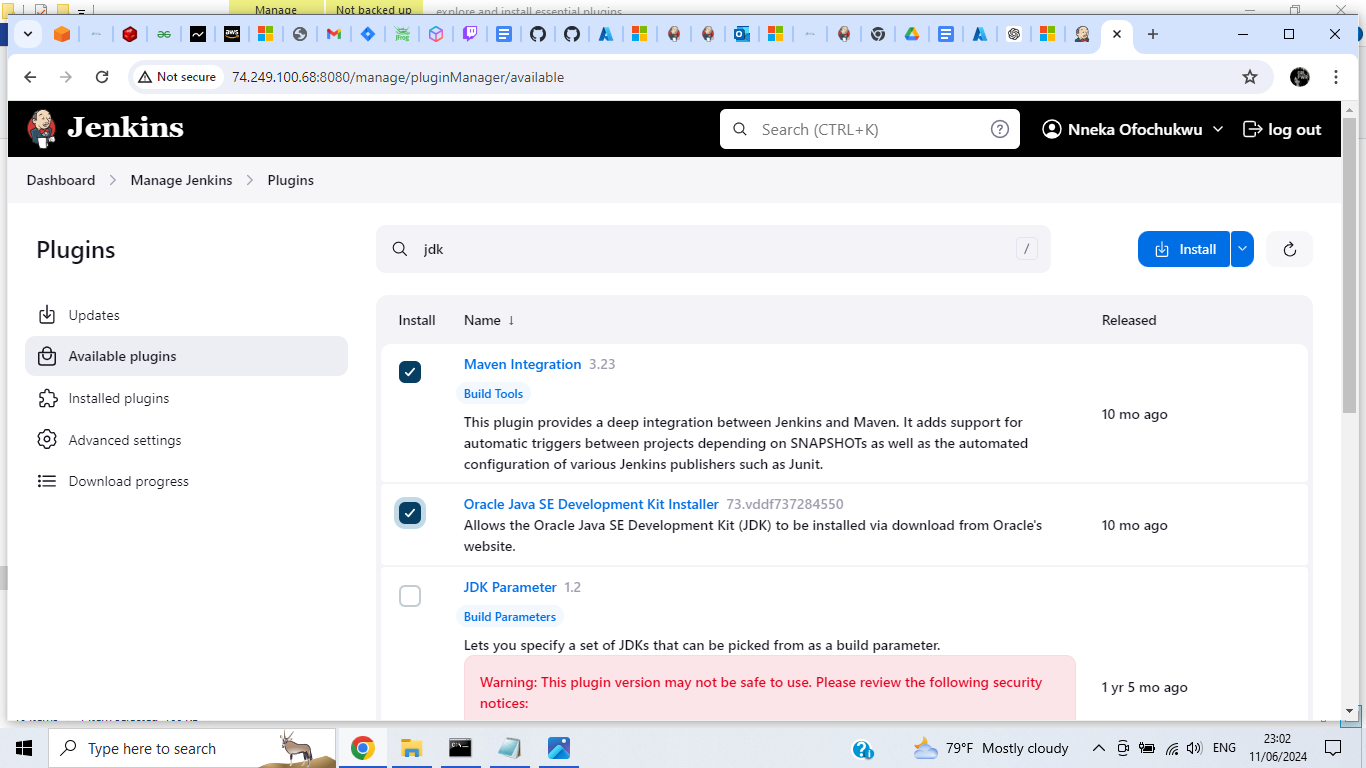 Manage
Not backed up
explore and install essential plugins
aws
Not secure
74.249.100.68:8080/manage/pluginManager/available
Jenkins
Search (CTRL+K)
?
Nneka Ofochukwu
log out
Dashboard
Manage Jenkins
Plugins
Plugins
jdk
/
Install
Updates
Available plugins
Installed plugins
Advanced settings
Download progress
Install
Name ↓
Released
Maven Integration 3.23
Build Tools
This plugin provides a deep integration between Jenkins and Maven. It adds support for
automatic triggers between projects depending on SNAPSHOTs as well as the automated
configuration of various Jenkins publishers such as Junit.
10 mo ago
Oracle Java SE Development Kit Installer 73.vddf737284550
Allows the Oracle Java SE Development Kit (JDK) to be installed via download from Oracle's
website.
10 mo ago
JDK Parameter 1.2
Build Parameters
Lets you specify a set of JDKs that can be picked from as a build parameter.
Warning: This plugin version may not be safe to use. Please review the following security
notices:
1 yr 5 mo ago
Type here to search
79°F Mostly cloudy
ENG
23:02
11/06/2024